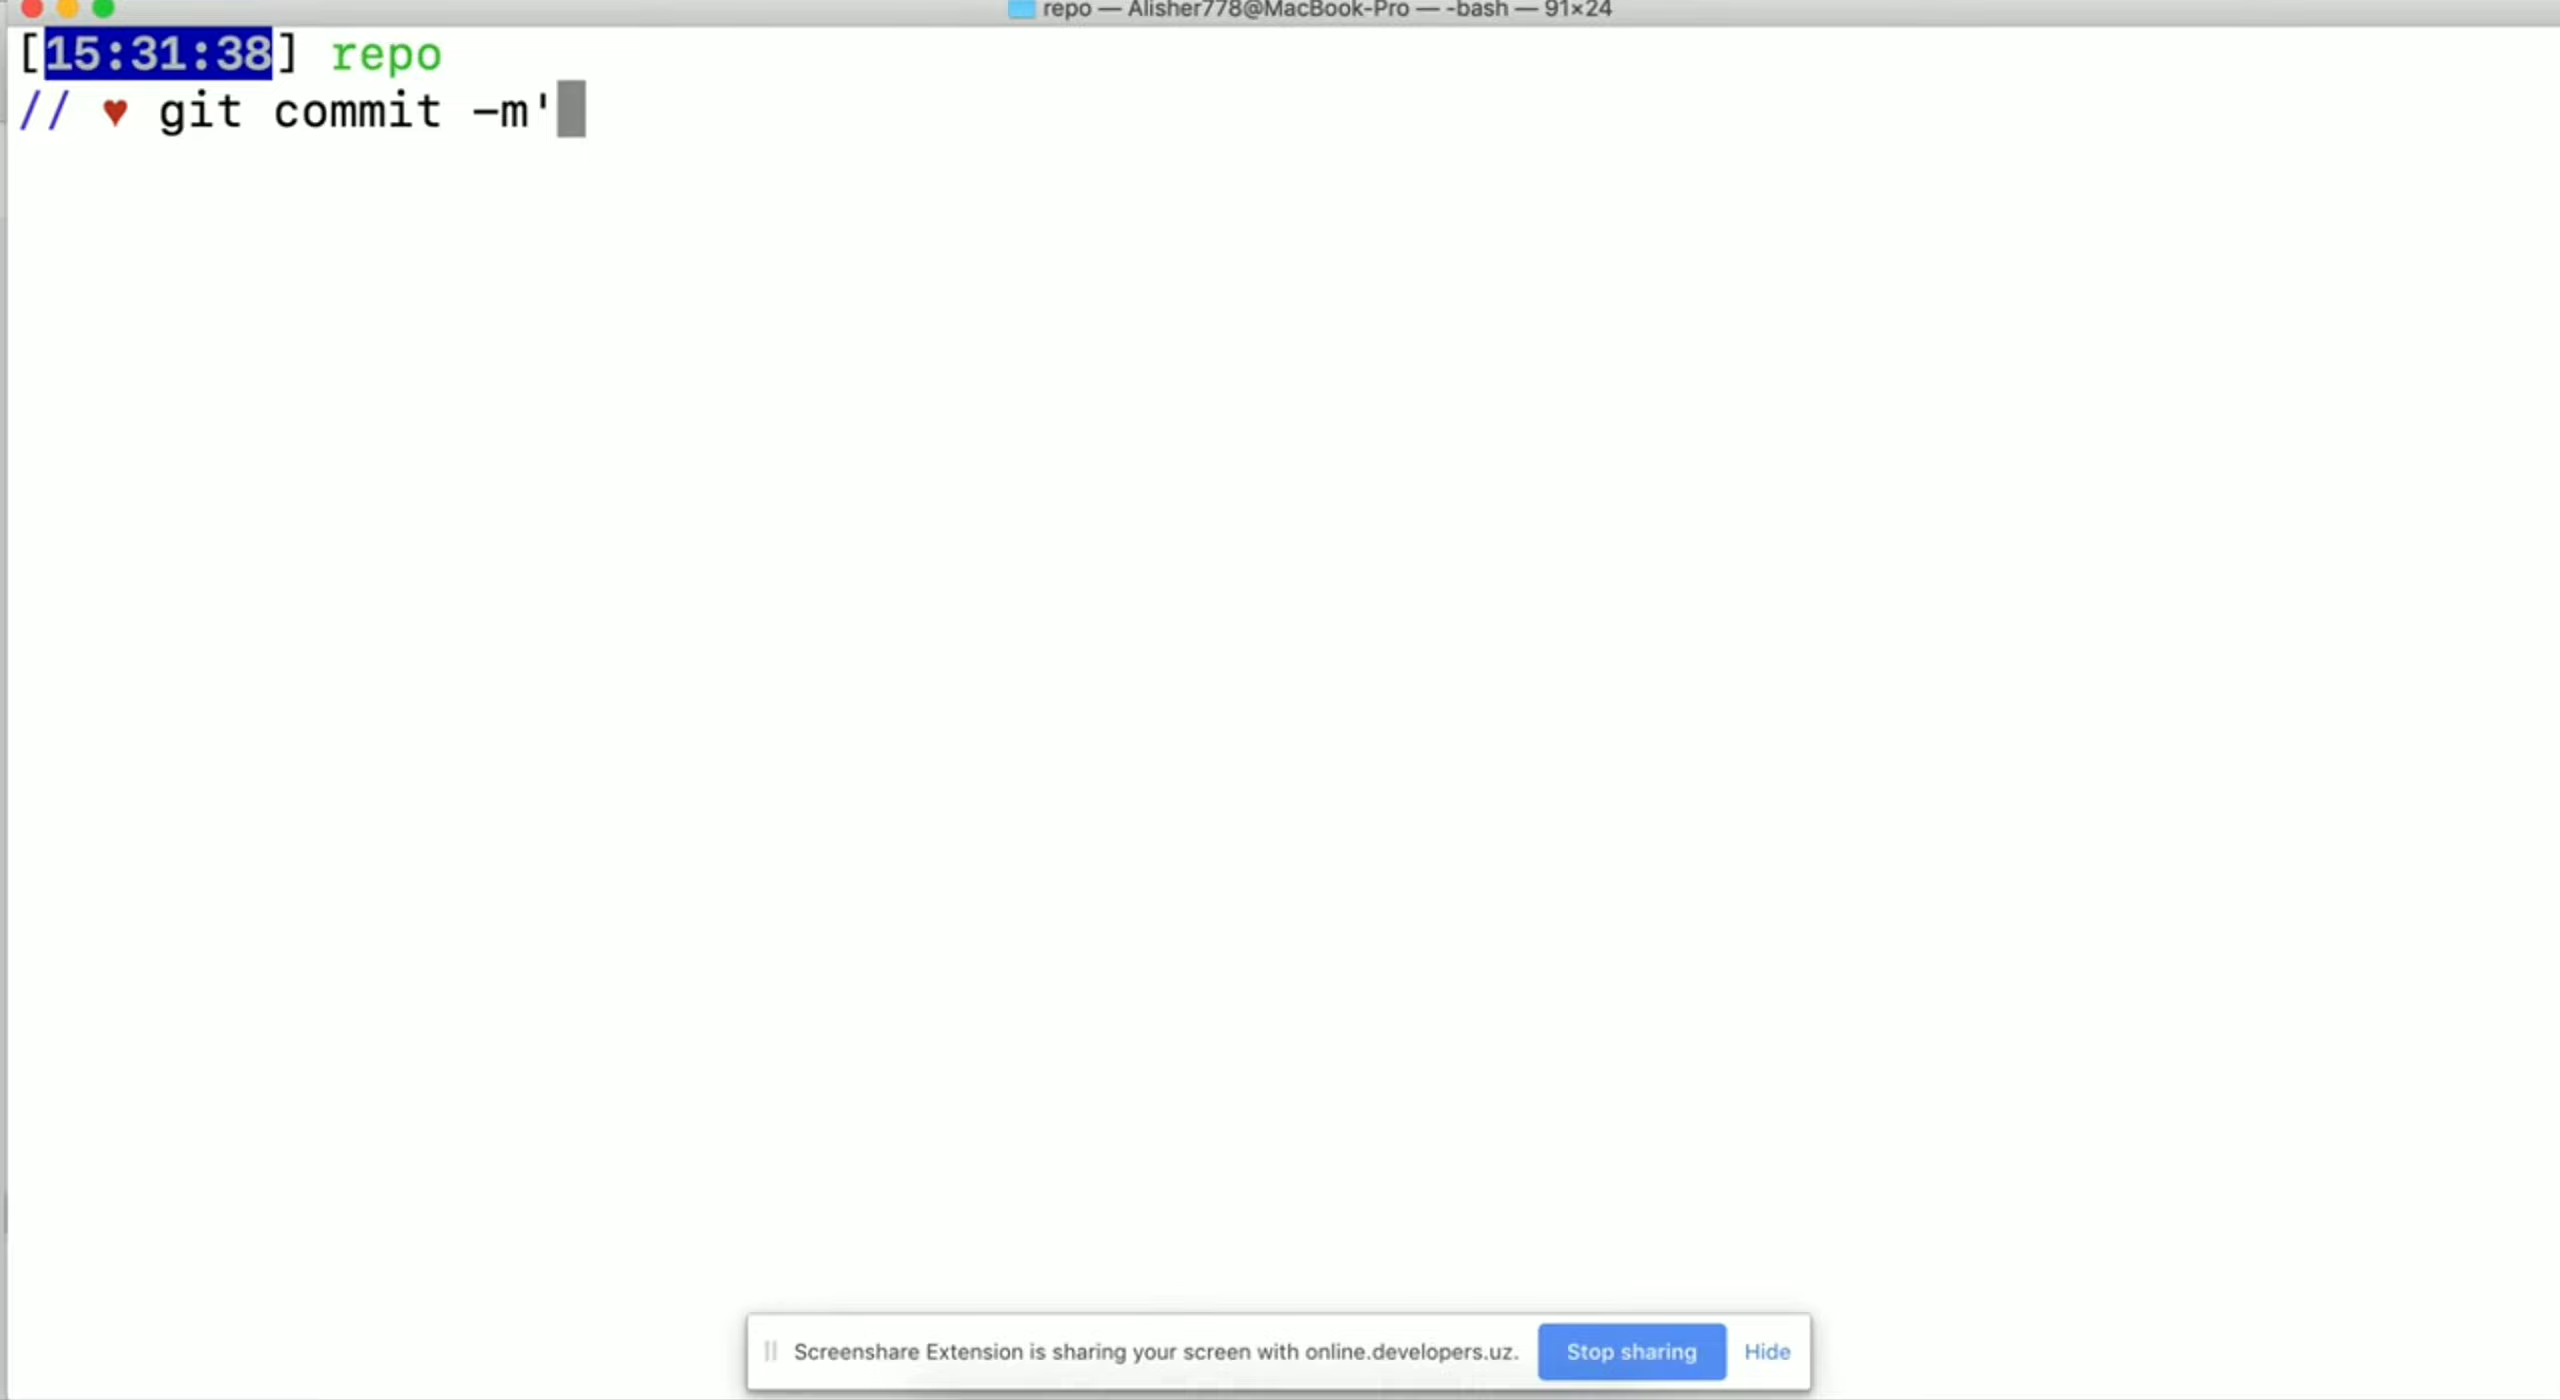 repo — Alisher778@MacBook-Pro — -bash — 91×24
[15:31:38] repo
// ♥ git commit -m'
Screenshare Extension is sharing your screen with online.developers.uz. Stop sharing Hide